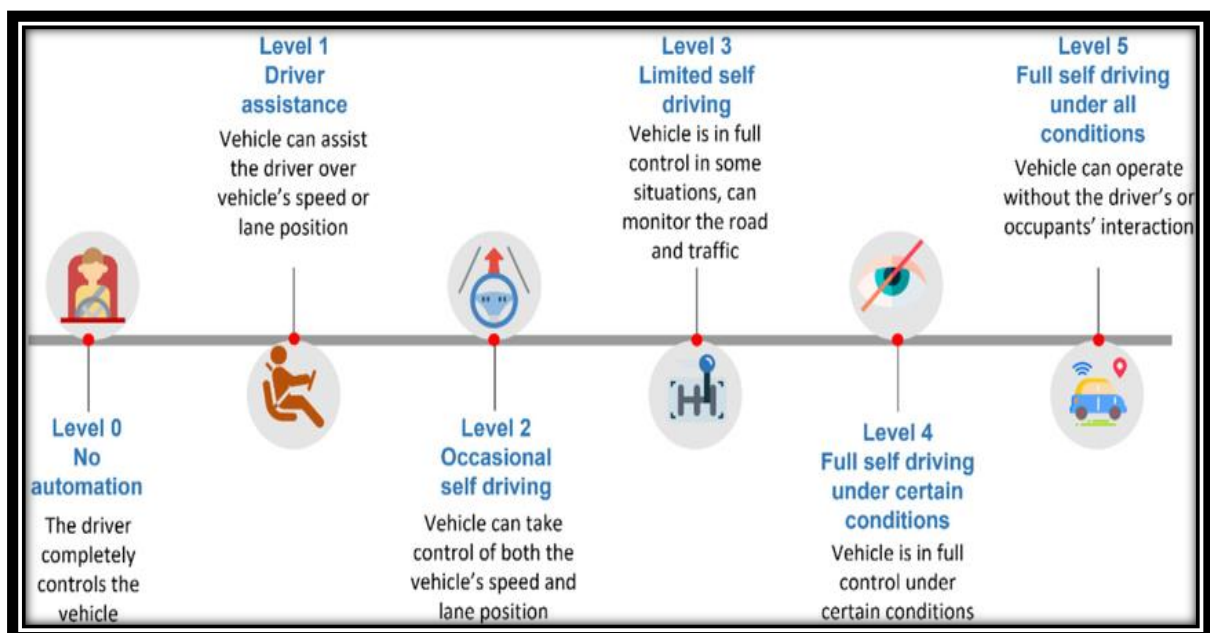 Level 0
No
automation
The driver
completely
controls the
vehicle
Level 1
Driver
assistance
Vehicle can assist
the driver over
vehicle’s speed or
lane position
Level 2
Occasional
self driving
Vehicle can take
control of both the
vehicle’s speed and
lane position
Level 3
Limited self
driving
Vehicle is in full
control in some
situations, can
monitor the road
and traffic
Level 4
Full self driving
under certain
conditions
Vehicle is in full
control under
certain conditions
Level 5
Full self driving
under all
conditions
Vehicle can operate
without the driver’s or
occupants’ interaction